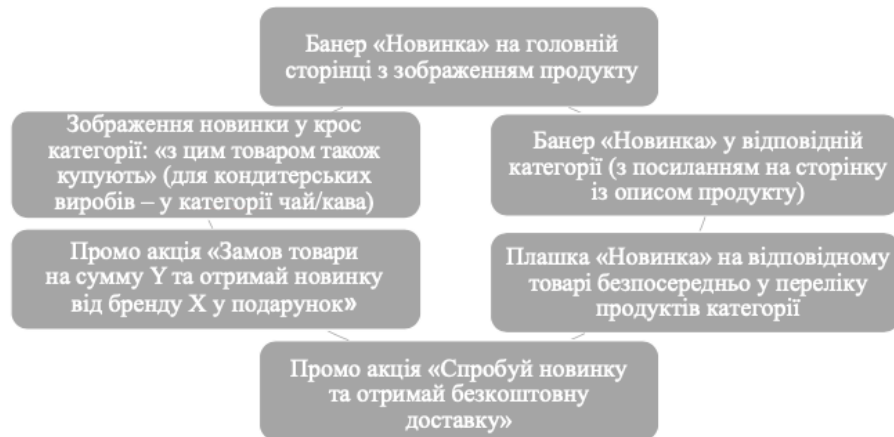 Банер «Новинка» на головній
сторінці з зображенням продукту
Зображення новинки у крос
категорії: «з цим товаром також
купують» (для кондитерських
виробів – у категорії чай/кава)
Банер «Новинка» у відповідній
категорії (з посиланням на сторінку
із описом продукту)
Промо акція «Замов товари
на сумму Y та отримай новинку
від бренду X у подарунок»
Плашка «Новинка» на відповідному
товарі безпосередньо у переліку
продуктів категорії
Промо акція «Спробуй новинку
та отримай безкоштовну
доставку»